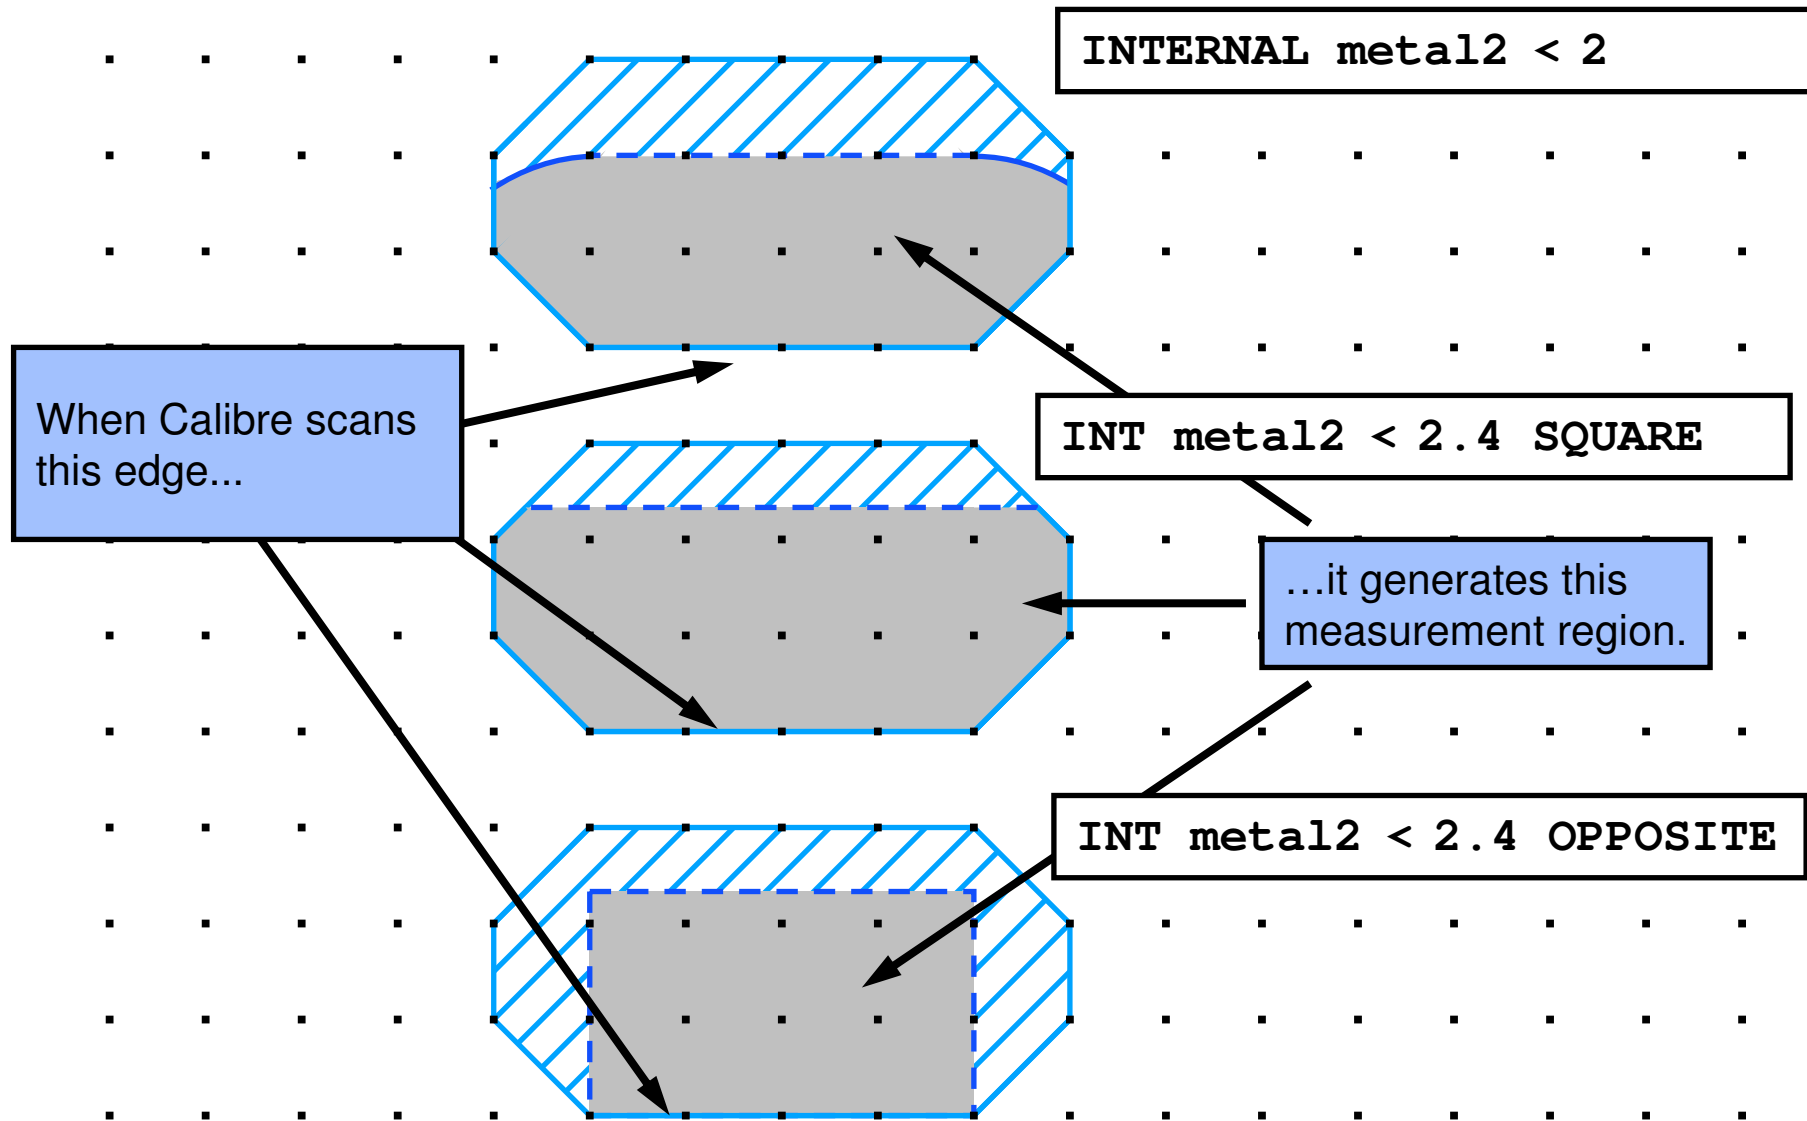 INTERNAL metal2 < 2
When Calibre scans
this edge...
INT metal2 < 2.4 SQUARE
...it generates this
measurement region.
INT metal2 < 2.4 OPPOSITE